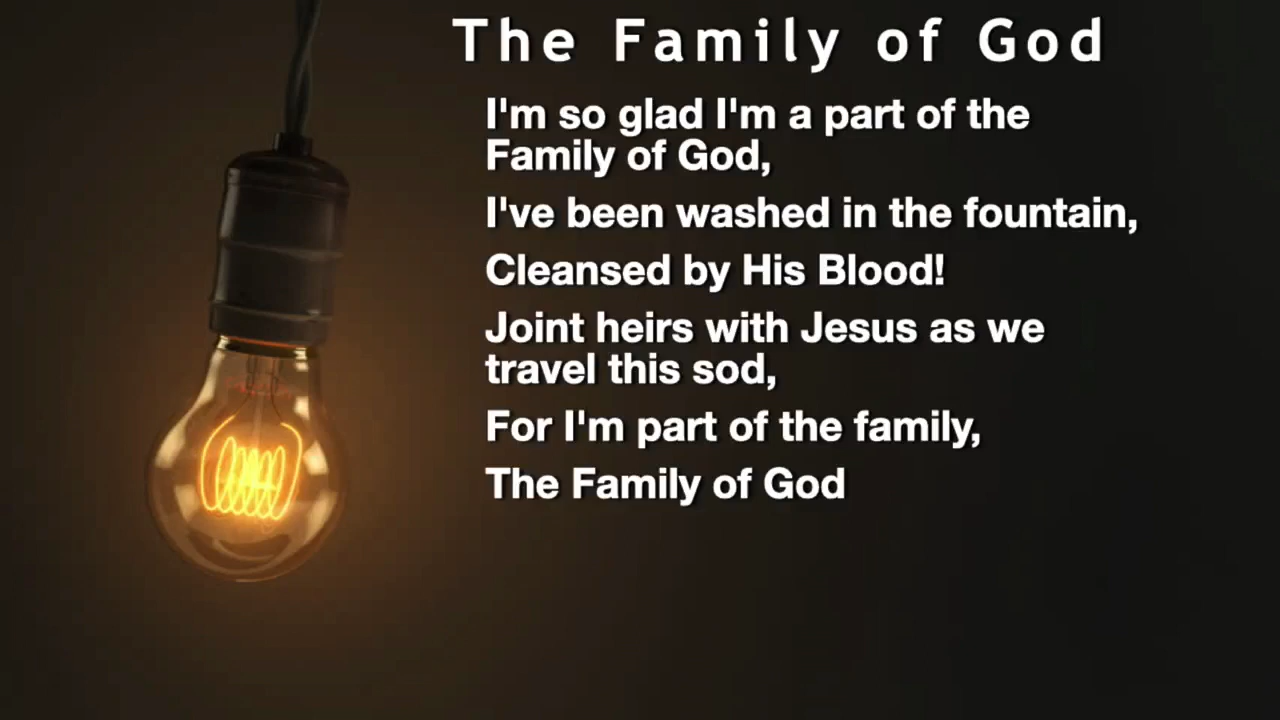 The Family of God
I'm so glad I'm a part of the
Family of God,
I've been washed in the fountain,
Cleansed by His Blood!
Joint heirs with Jesus as we
travel this sod,
For I'm part of the family,
The Family of God